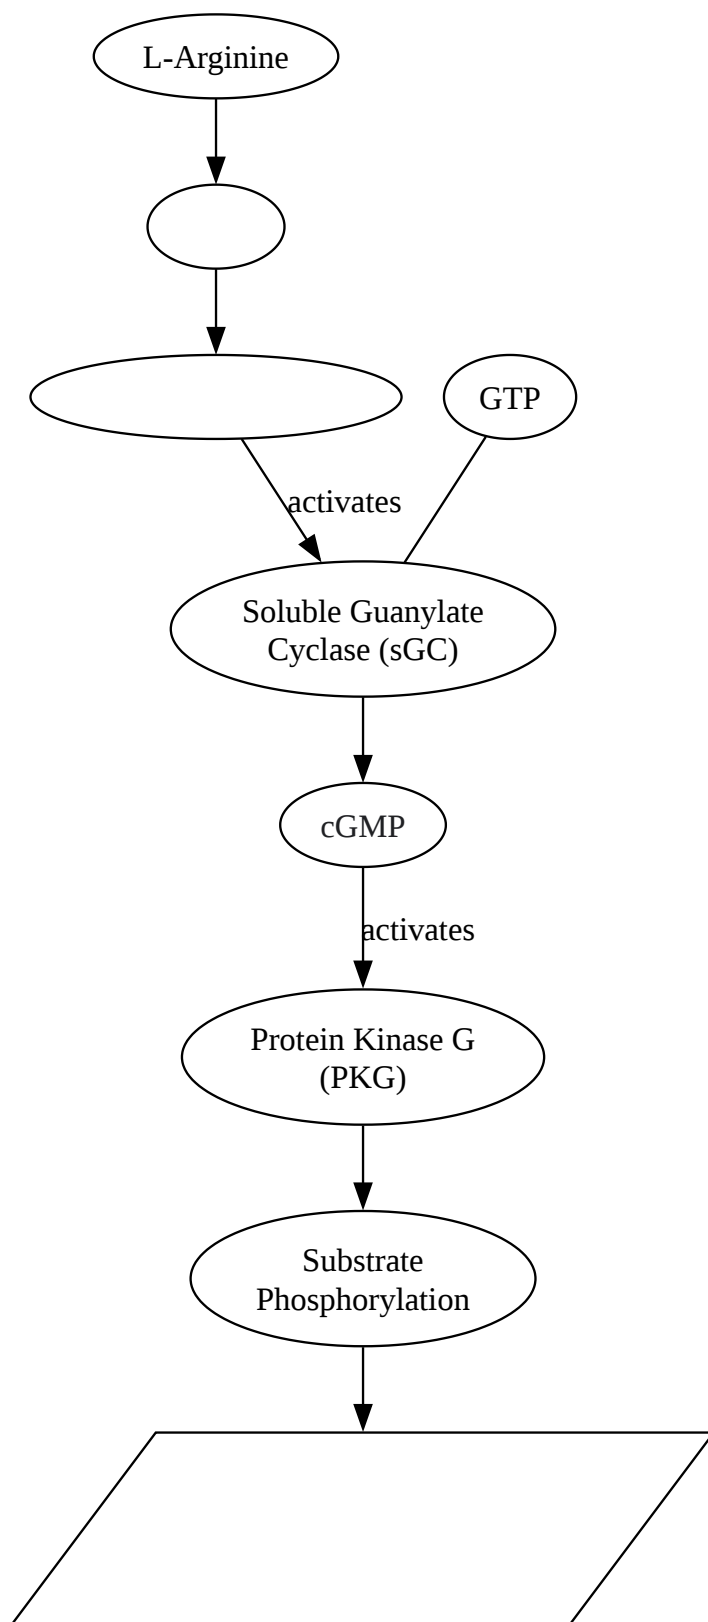 L-Arginine
GTP
activates
Soluble Guanylate
Cyclase (sGC)
cGMP
activates
Protein Kinase G
(PKG)
Substrate
Phosphorylation